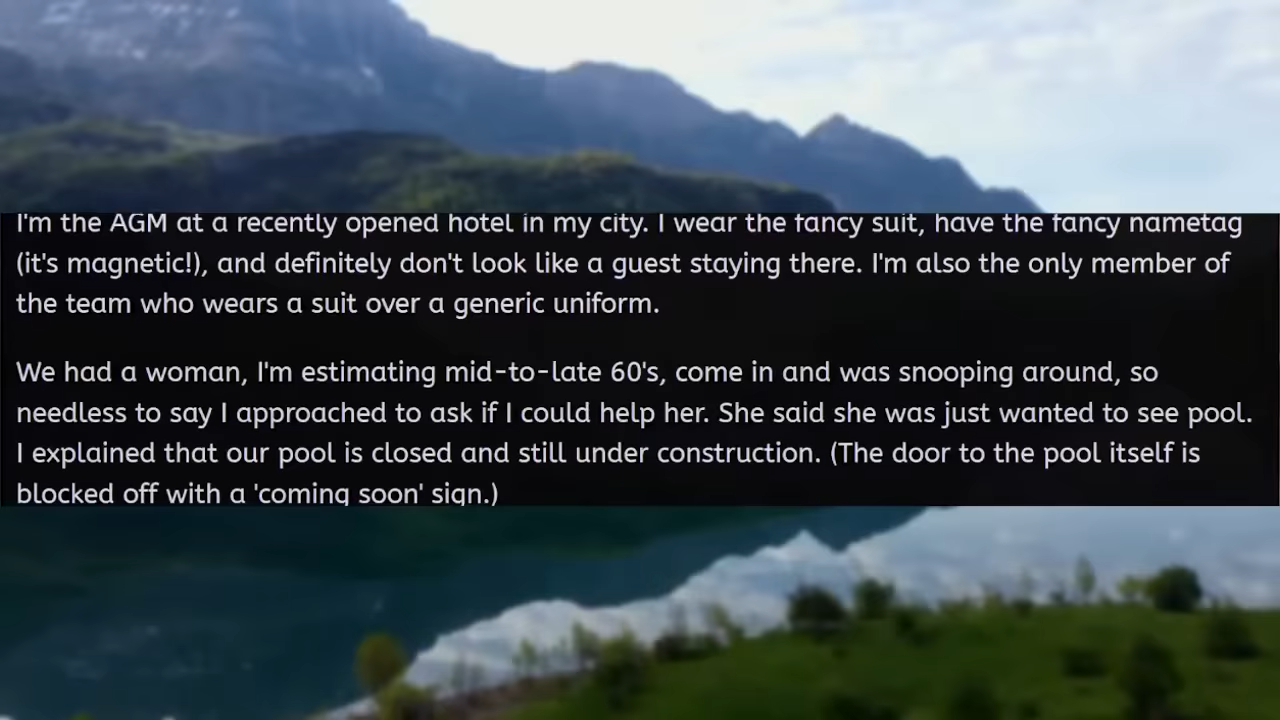 I'm the AGM at a recently opened hotel in my city. I wear the fancy suit, have the fancy nametag
(it's magnetic!), and definitely don't look like a guest staying there. I'm also the only member of
the team who wears a suit over a generic uniform.
We had a woman, I'm estimating mid-to-late 60's, come in and was snooping around, so
needless to say I approached to ask if I could help her. She said she was just wanted to see pool.
I explained that our pool is closed and still under construction. (The door to the pool itself is
blocked off with a 'coming soon' sign.)